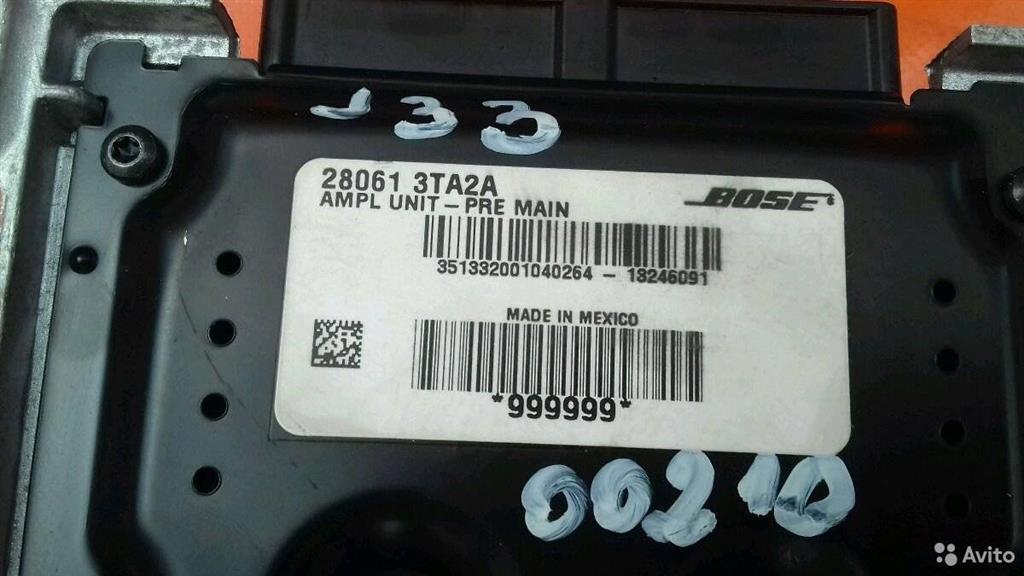 J33
28061 3TA2A
BOSE
AMPL UNIT - PRE MAIN
351332001040264 - 13246091
MADE IN MEXICO
*999999*
00210
Avito